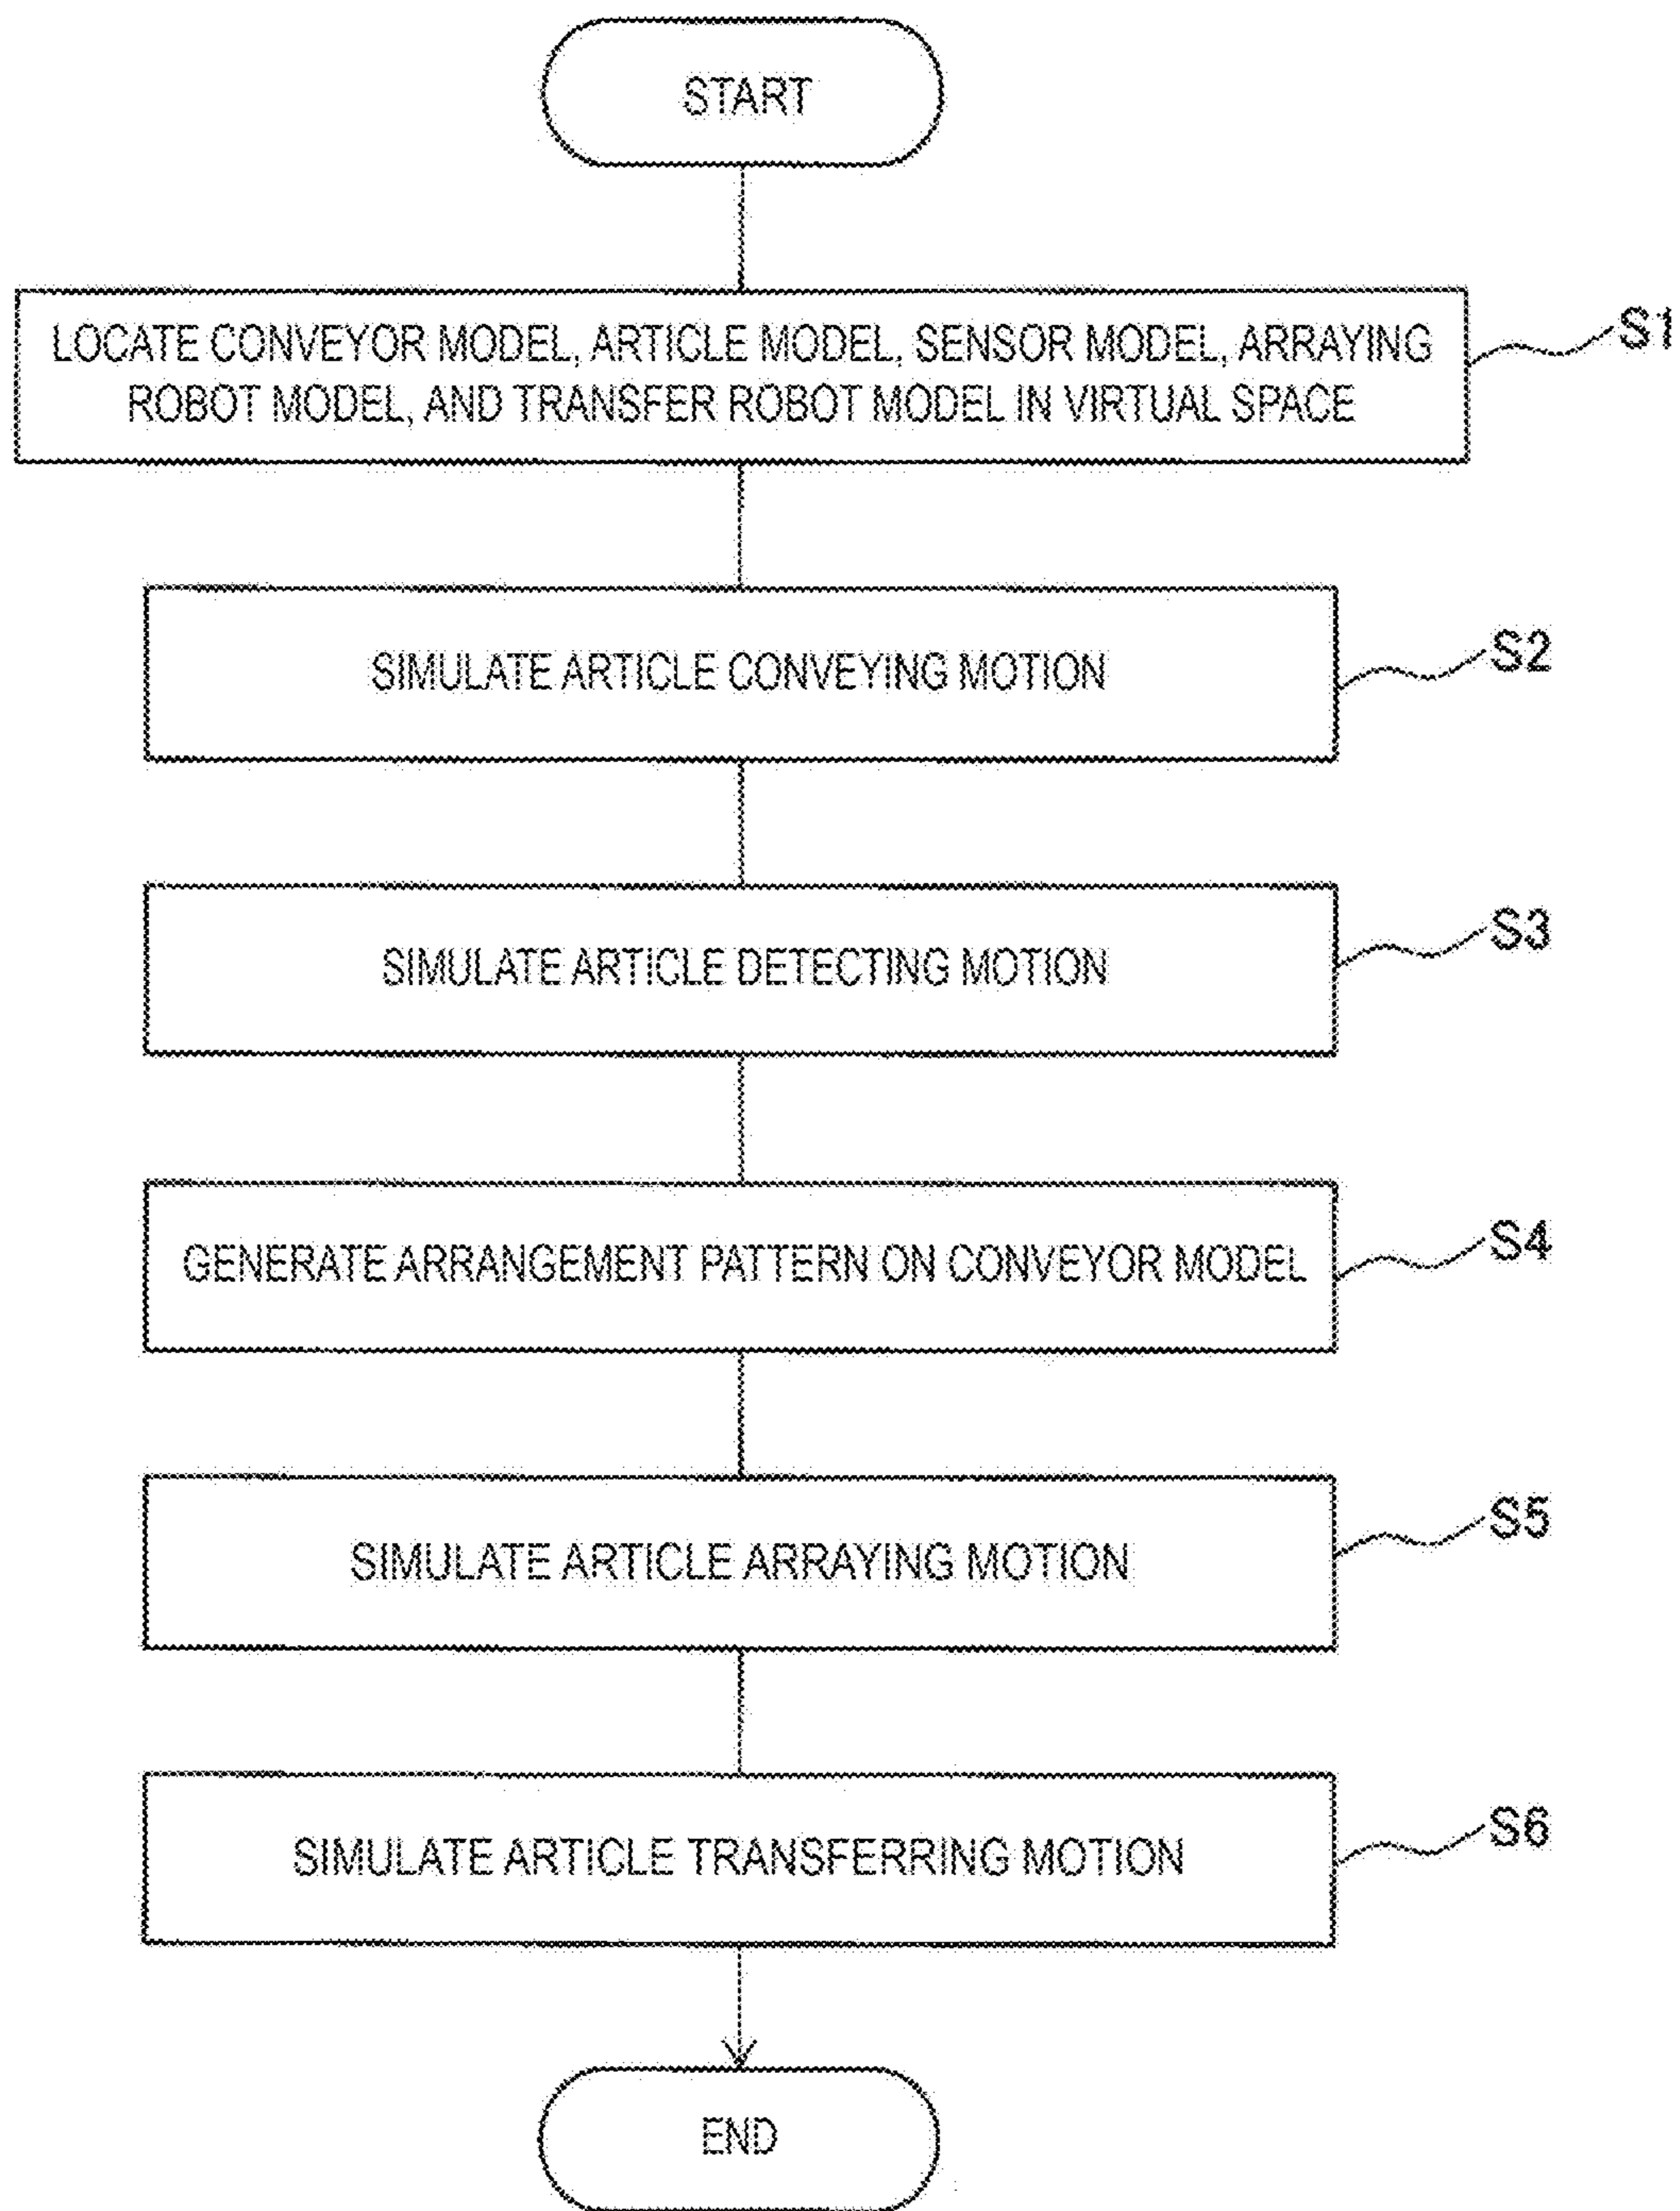 START
LOCATE CONVEYOR MODEL, ARTICLE MODEL, SENSOR MODEL, ARRAYING
ROBOT MODEL, AND TRANSFER ROBOT MODEL IN VIRTUAL SPACE
S1
SIMULATE ARTICLE CONVEYING MOTION
S2
SIMULATE ARTICLE DETECTING MOTION
S3
GENERATE ARRANGEMENT PATTERN ON CONVEYOR MODEL
S4
SIMULATE ARTICLE ARRAYING MOTION
S5
SIMULATE ARTICLE TRANSFERRING MOTION
S6
END